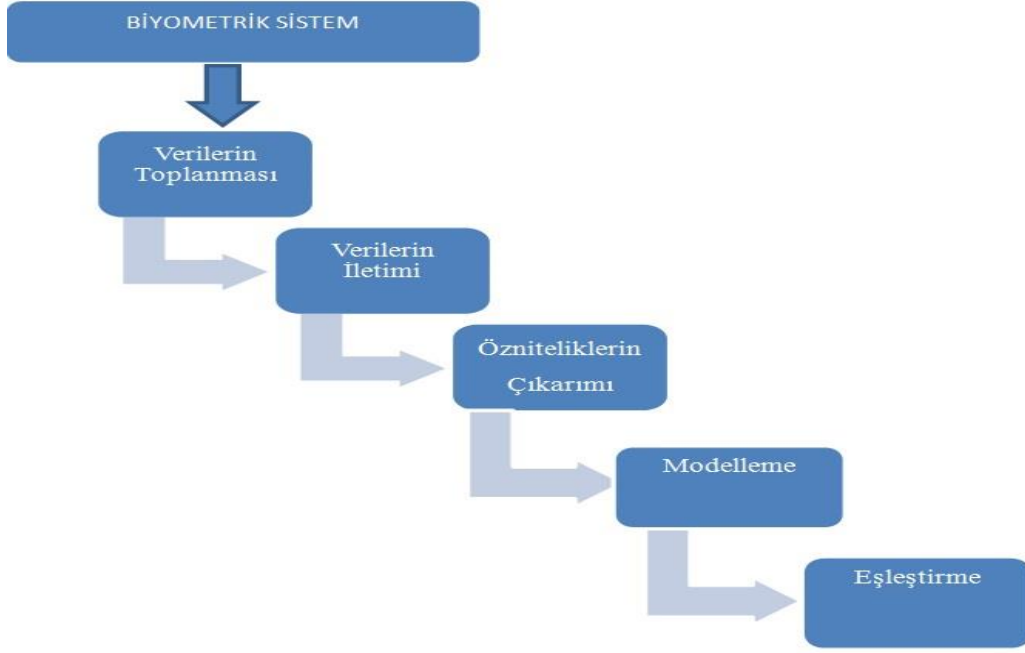 BİYOMETRİK SİSTEM
Verilerin
Toplanması
Verilerin
İletimi
Özniteliklerin
Çıkarımı
Modelleme
Eşleştirme